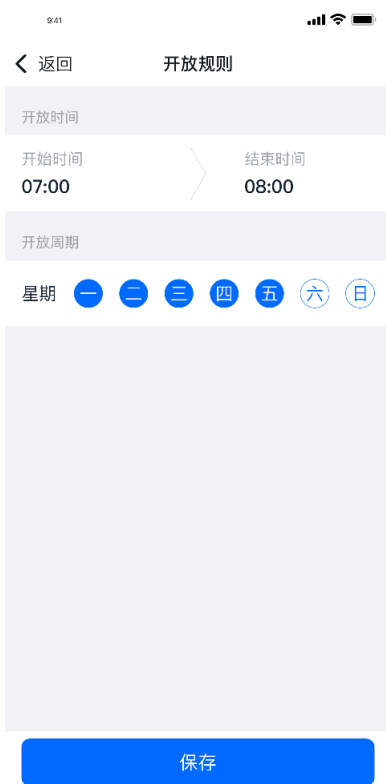 9:41
返回 开放规则
开放时间
开始时间 结束时间
07:00 08:00
开放周期
星期 一 二 三 四 五 六 日
保存